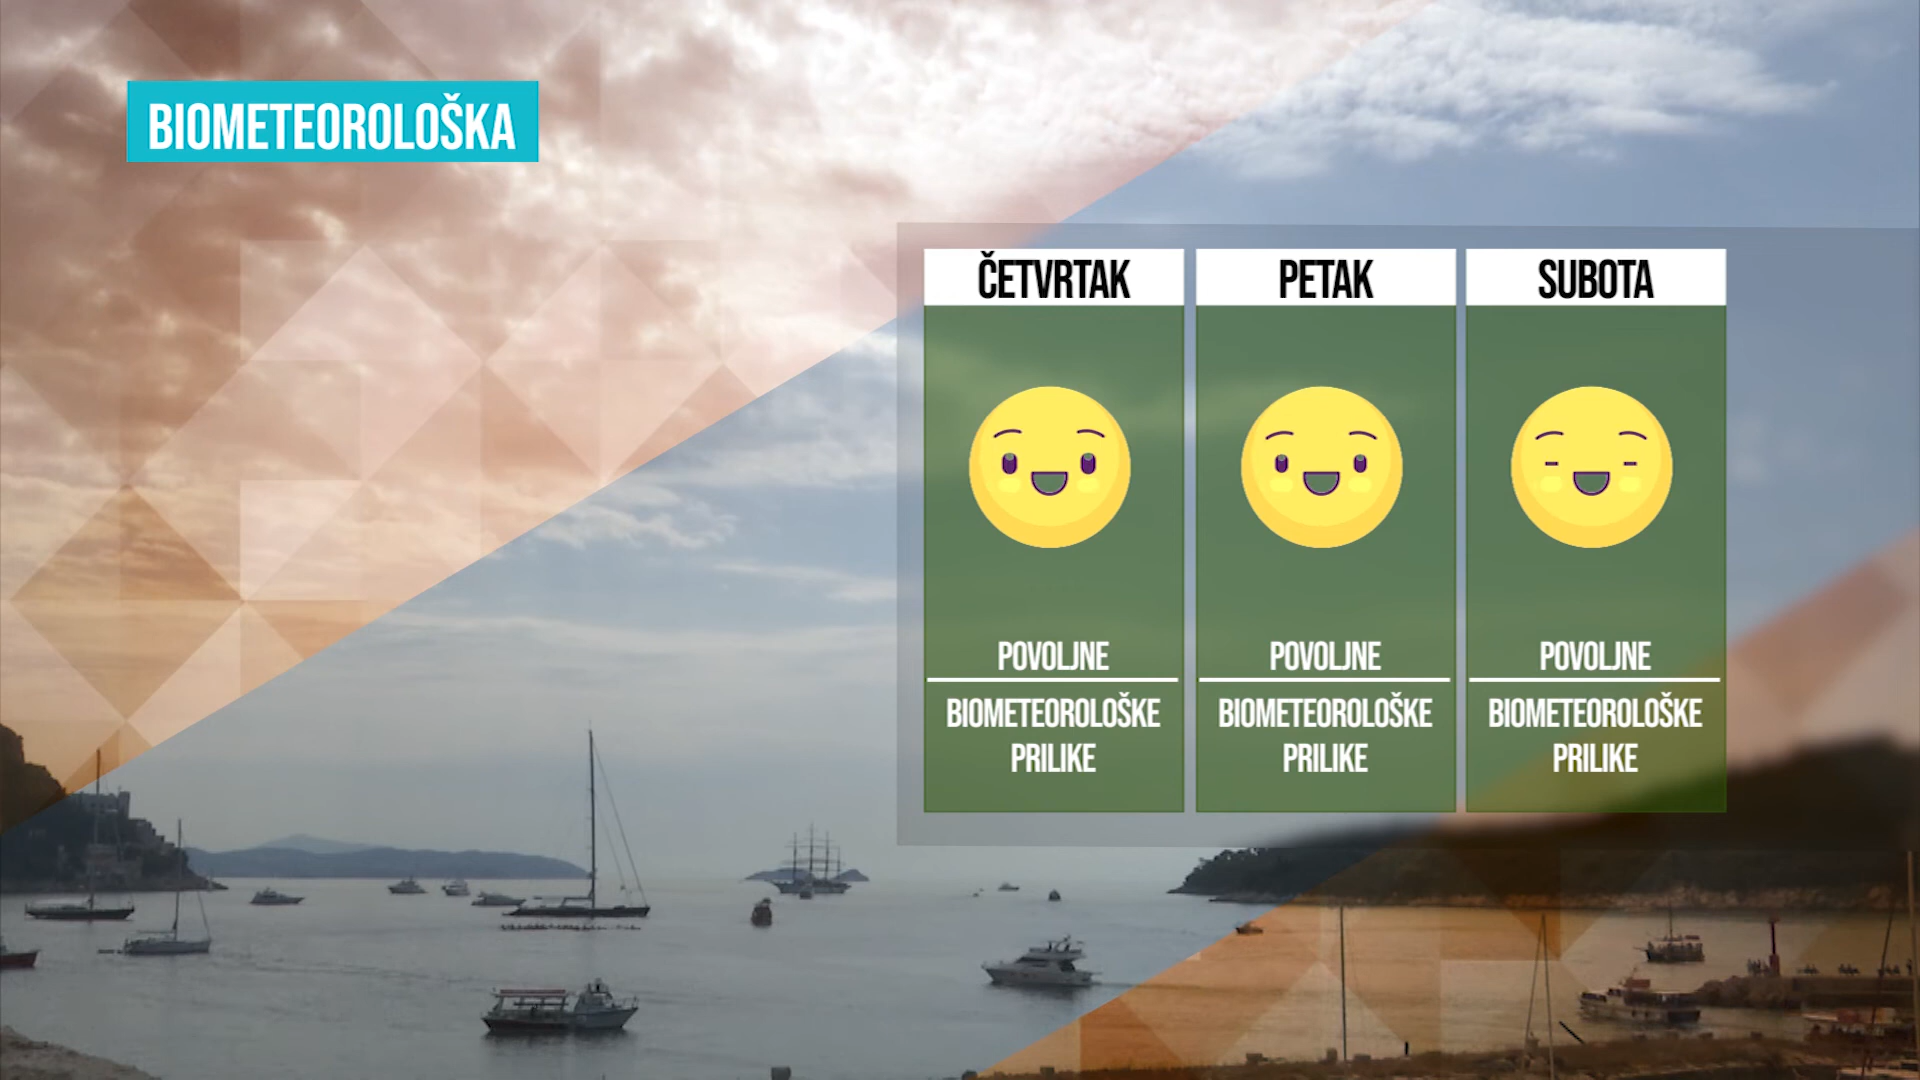 BIOMETEOROLOŠKA
ČETVRTAK
POVOLJNE
BIOMETEOROLOŠKE
PRILIKE
PETAK
POVOLJNE
BIOMETEOROLOŠKE
PRILIKE
SUBOTA
POVOLJNE
BIOMETEOROLOŠKE
PRILIKE